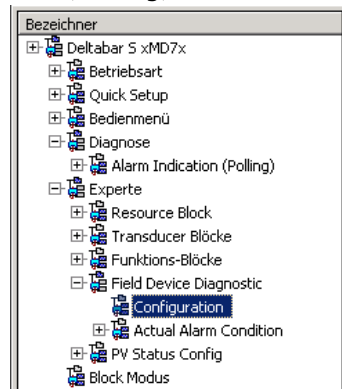 Bezeichner
Deltabar S xMD7x
Betriebsart
Quick Setup
Bedienmenü
Diagnose
Alarm Indication (Polling)
Experte
Resource Block
Transducer Blöcke
Funktions-Blöcke
Field Device Diagnostic
Configuration
Actual Alarm Condition
PV Status Config
Block Modus